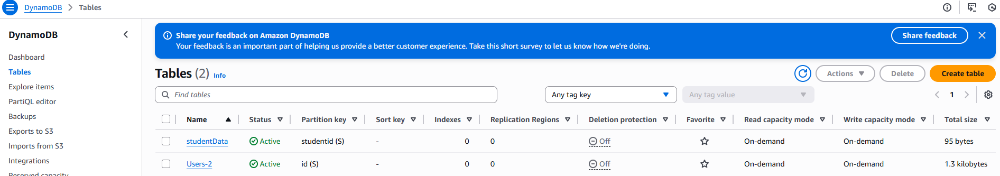 DynamoDB > Tables
DynamoDB
Dashboard
Tables
Explore items
PartiQL editor
Backups
Exports to S3
Imports from S3
Integrations
Reserved capacity
Share your feedback on Amazon DynamoDB
Your feedback is an important part of helping us provide a better customer experience. Take this short survey to let us know how we're doing.
Share feedback
Tables (2) Info
Actions
Delete
Create table
Find tables
Any tag key
Any tag value
1
Name Status Partition key Sort key Indexes Replication Regions Deletion protection Favorite Read capacity mode Write capacity mode Total size
studentData Active studentid (S) - 0 0 Off On-demand On-demand 95 bytes
Users-2 Active id (S) - 0 0 Off On-demand On-demand 1.3 kilobytes